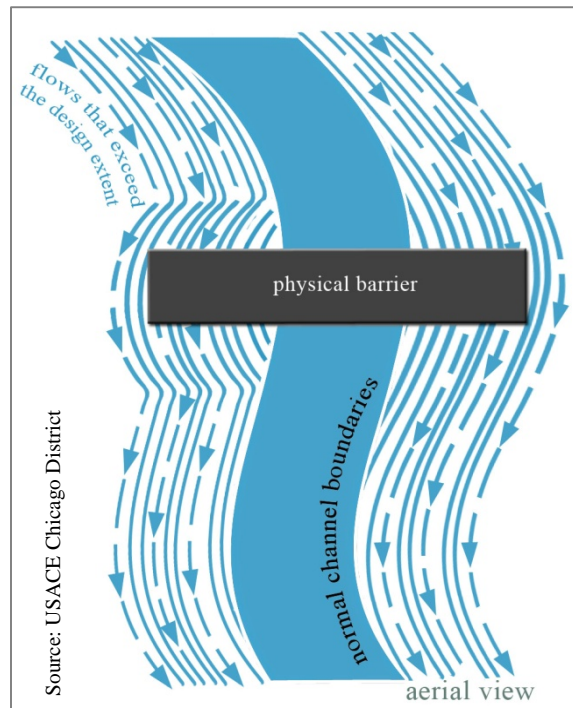 flows that exceed
the design extent
physical barrier
normal channel boundaries
Source: USACE Chicago District
aerial view